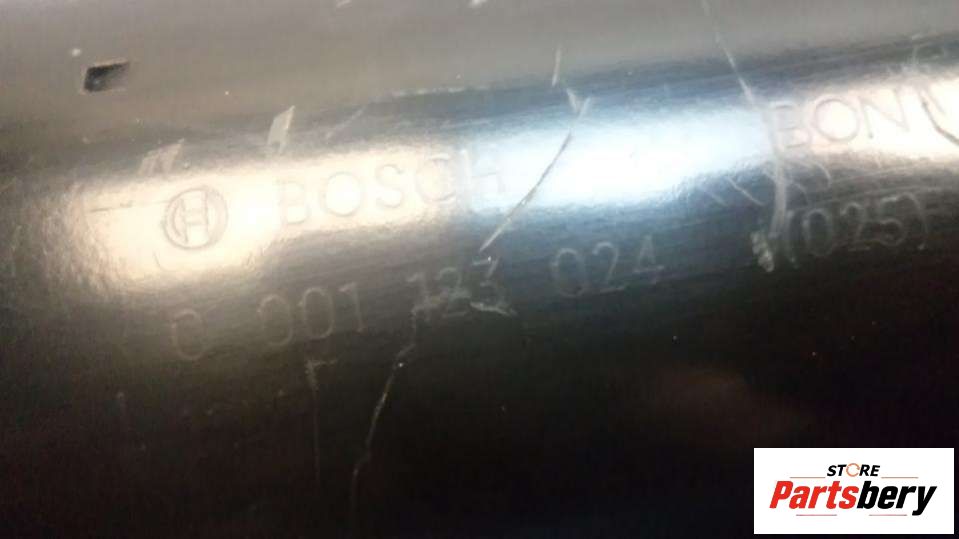 BOSCH
0 001 123 024 (025)
STORE
Partsbery